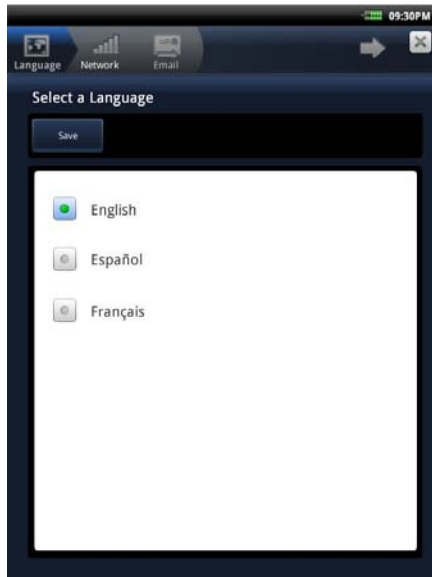 09:30PM
Language Network Email
Select a Language
Save
English
Español
Français